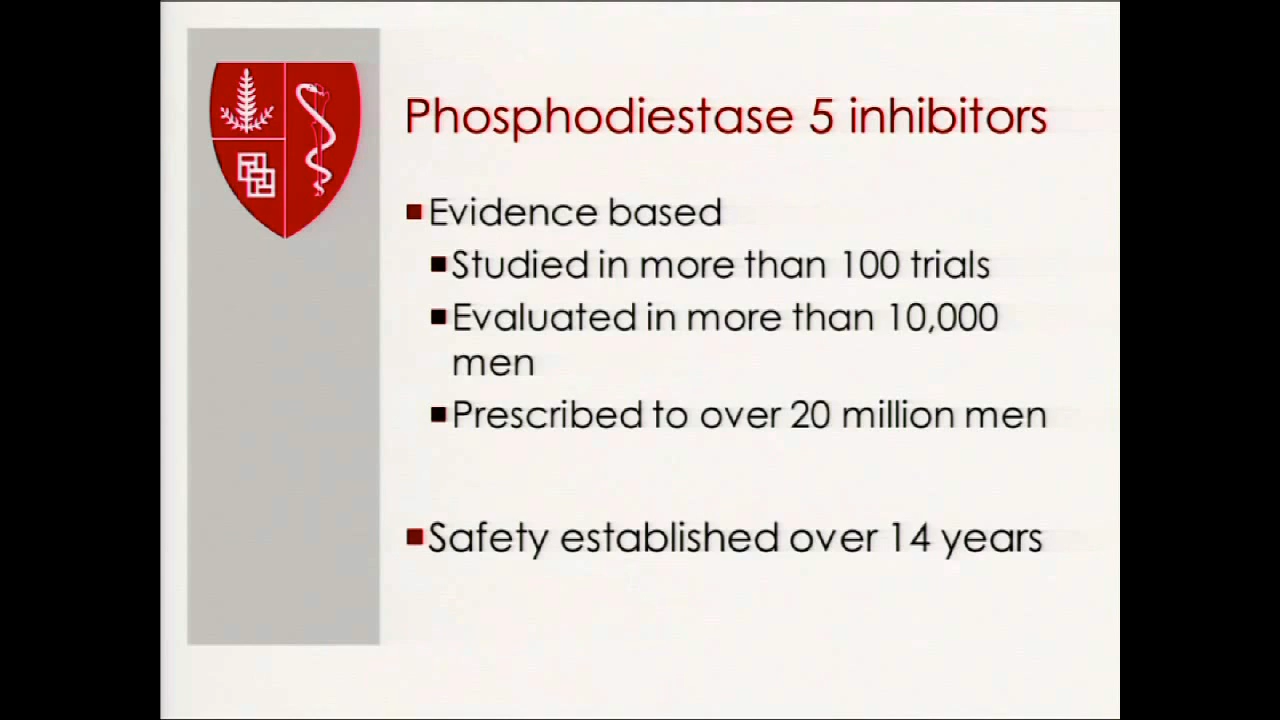 Phosphodiestase 5 inhibitors
Evidence based
Studied in more than 100 trials
Evaluated in more than 10,000
men
Prescribed to over 20 million men
Safety established over 14 years